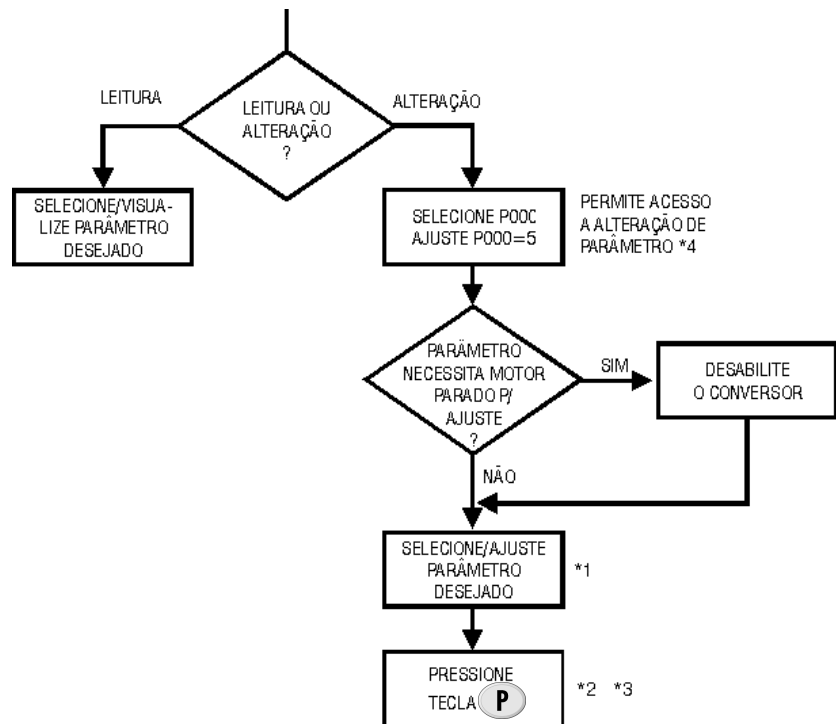 LEITURA
LEITURA OU
ALTERAÇÃO
?
ALTERAÇÃO
SELECIONE/VISUA-
LIZE PARÂMETRO
DESEJADO
SELECIONE P000
AJUSTE P000=5
PERMITE ACESSO
A ALTERAÇÃO DE
PARÂMETRO *4
PARÂMETRO
NECESSITA MOTOR
PARADO P/
AJUSTE
?
SIM
DESABILITE
O CONVERSOR
NÃO
SELECIONE/AJUSTE
PARÂMETRO
DESEJADO
*1
PRESSIONE
TECLA P
*2 *3